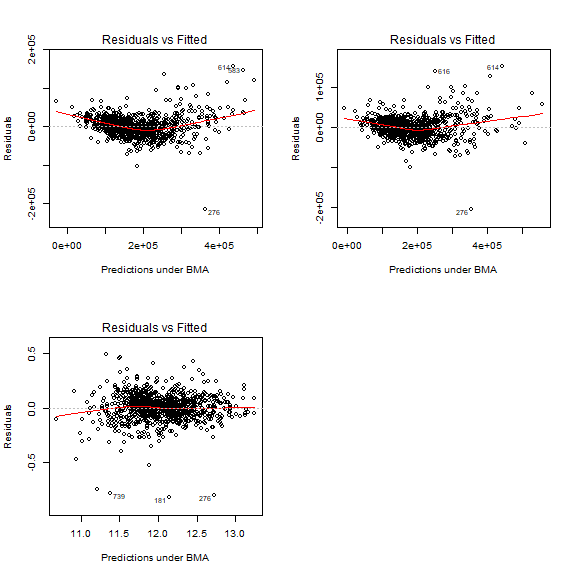 Residuals vs Fitted
Residuals
2e+05
0e+00
-2e+05
614
583
276
0e+00 2e+05 4e+05
Predictions under BMA
Residuals vs Fitted
Residuals
1e+05
0e+00
-2e+05
616
614
276
0e+00 2e+05 4e+05
Predictions under BMA
Residuals vs Fitted
Residuals
0.5
0.0
-0.5
739
181
276
11.0 11.5 12.0 12.5 13.0
Predictions under BMA